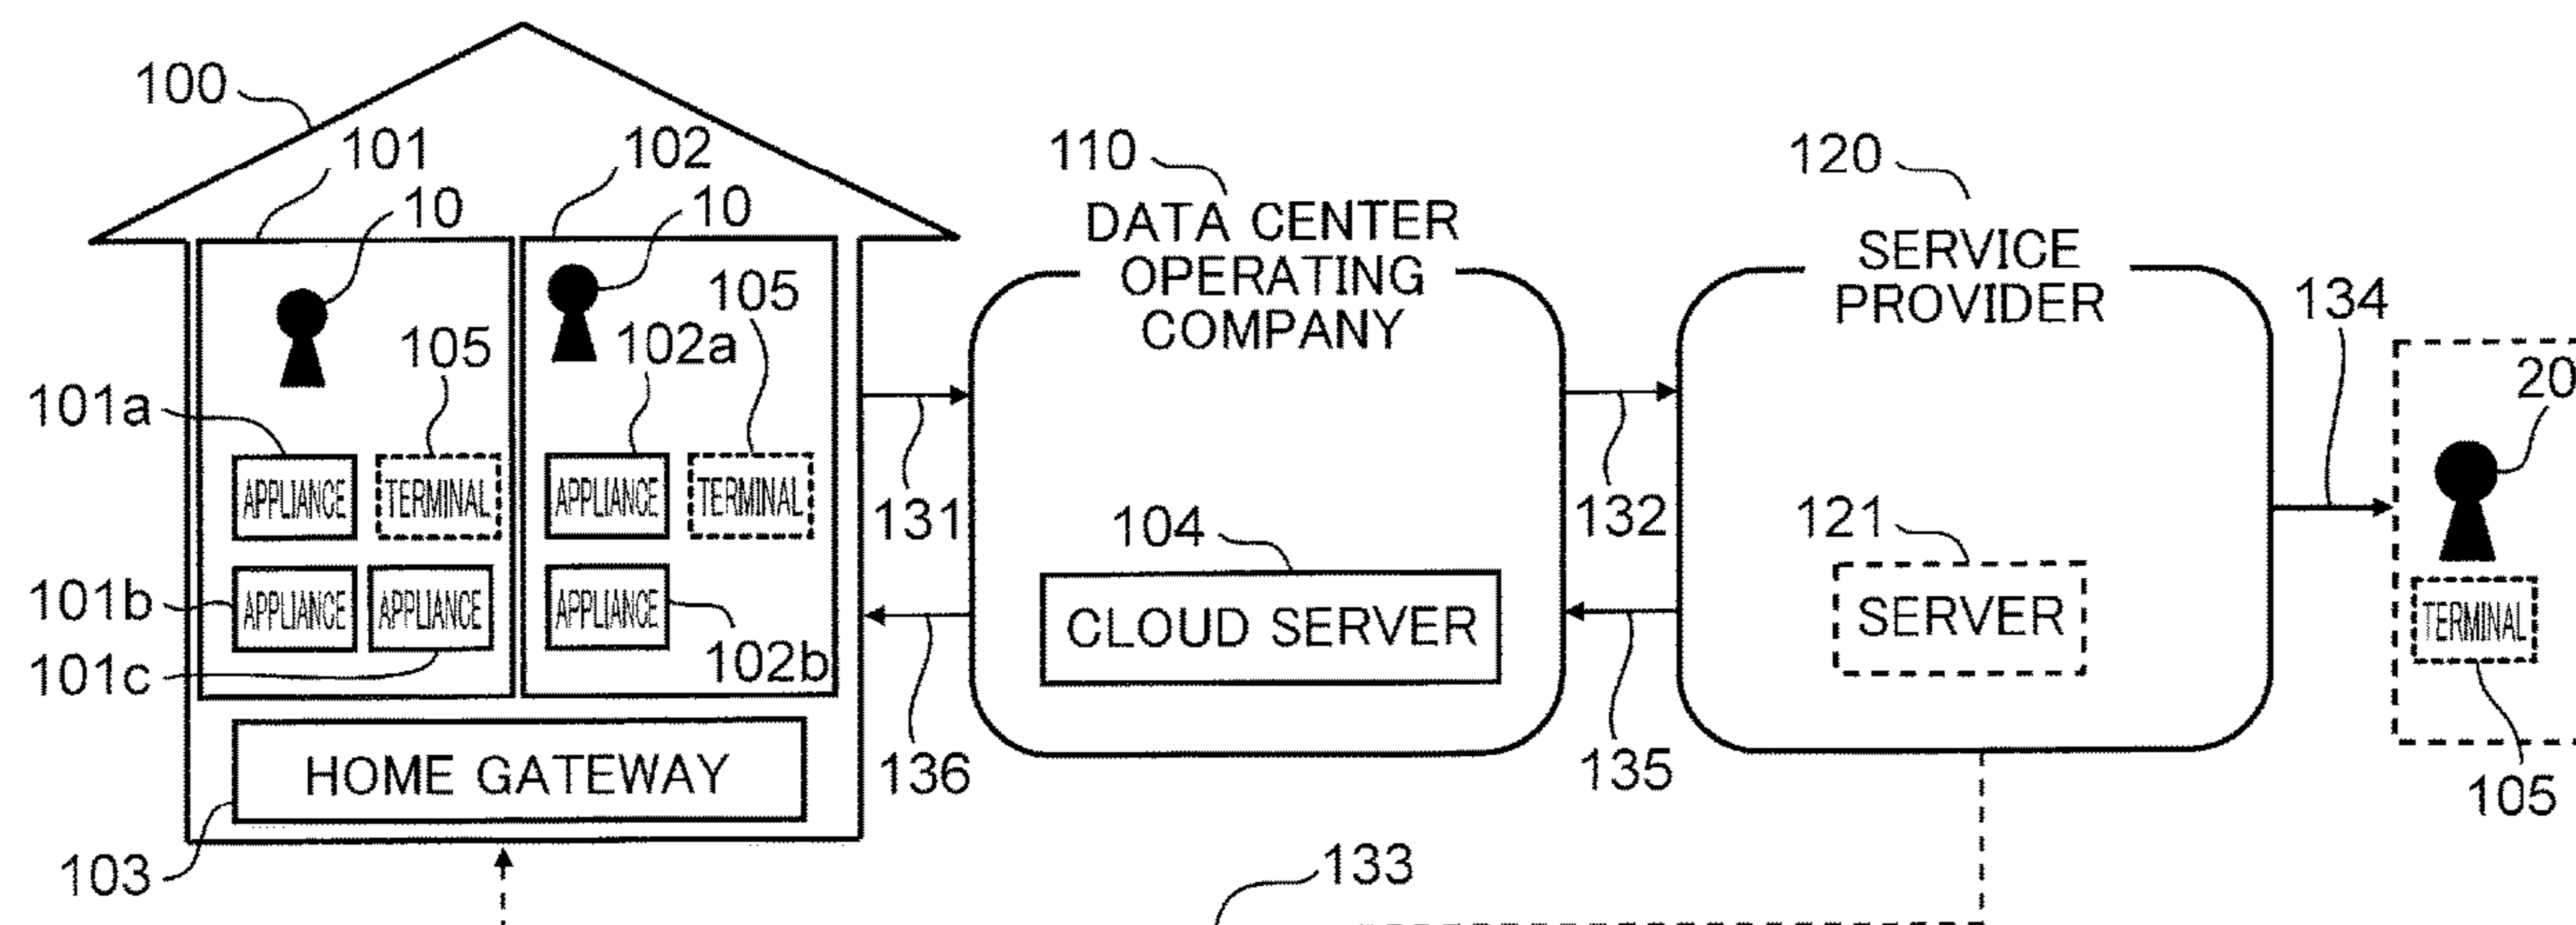 100
101
102
10
10
105
105
102a
101a
APPLIANCE
TERMINAL
APPLIANCE
TERMINAL
101b
APPLIANCE
APPLIANCE
APPLIANCE
101c
102b
HOME GATEWAY
103
131
136
110
DATA CENTER
OPERATING
COMPANY
104
CLOUD SERVER
132
135
120
SERVICE
PROVIDER
121
SERVER
134
20
TERMINAL
105
133